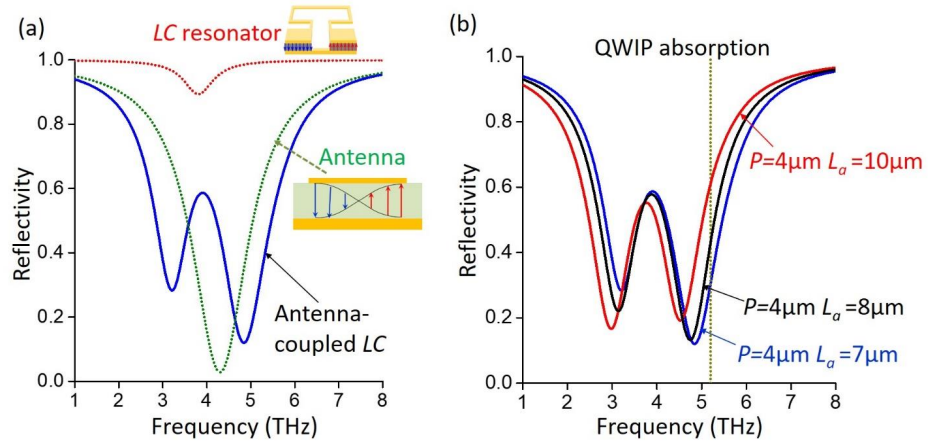 (a)
LC resonator
1.0
0.8
0.6
0.4
0.2
0.0
Reflectivity
Antenna
Antenna-
coupled LC
1 2 3 4 5 6 7 8
Frequency (THz)
(b)
QWIP absorption
1.0
0.8
0.6
0.4
0.2
0.0
Reflectivity
P=4μm La=10μm
P=4μm La=8μm
P=4μm La=7μm
1 2 3 4 5 6 7 8
Frequency (THz)